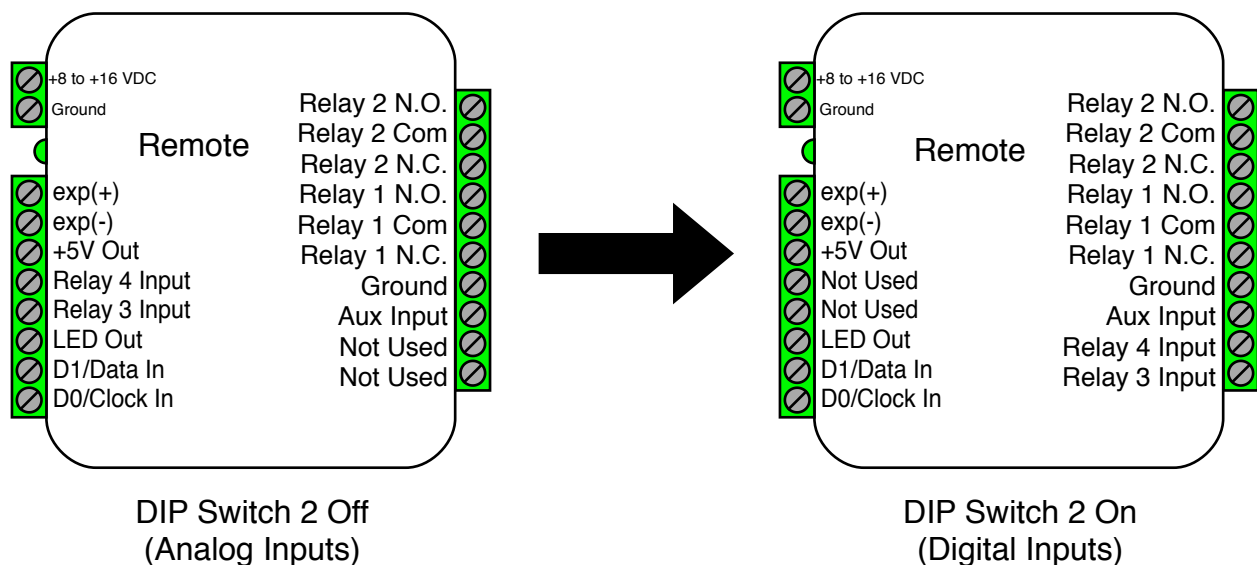 +8 to +16 VDC
Ground
Remote
exp(+)
exp(-)
+5V Out
Relay 4 Input
Relay 3 Input
LED Out
D1/Data In
D0/Clock In
Relay 2 N.O.
Relay 2 Com
Relay 2 N.C.
Relay 1 N.O.
Relay 1 Com
Relay 1 N.C.
Ground
Aux Input
Not Used
Not Used
DIP Switch 2 Off
(Analog Inputs)
+8 to +16 VDC
Ground
Remote
exp(+)
exp(-)
+5V Out
Not Used
Not Used
LED Out
D1/Data In
D0/Clock In
Relay 2 N.O.
Relay 2 Com
Relay 2 N.C.
Relay 1 N.O.
Relay 1 Com
Relay 1 N.C.
Ground
Aux Input
Relay 4 Input
Relay 3 Input
DIP Switch 2 On
(Digital Inputs)